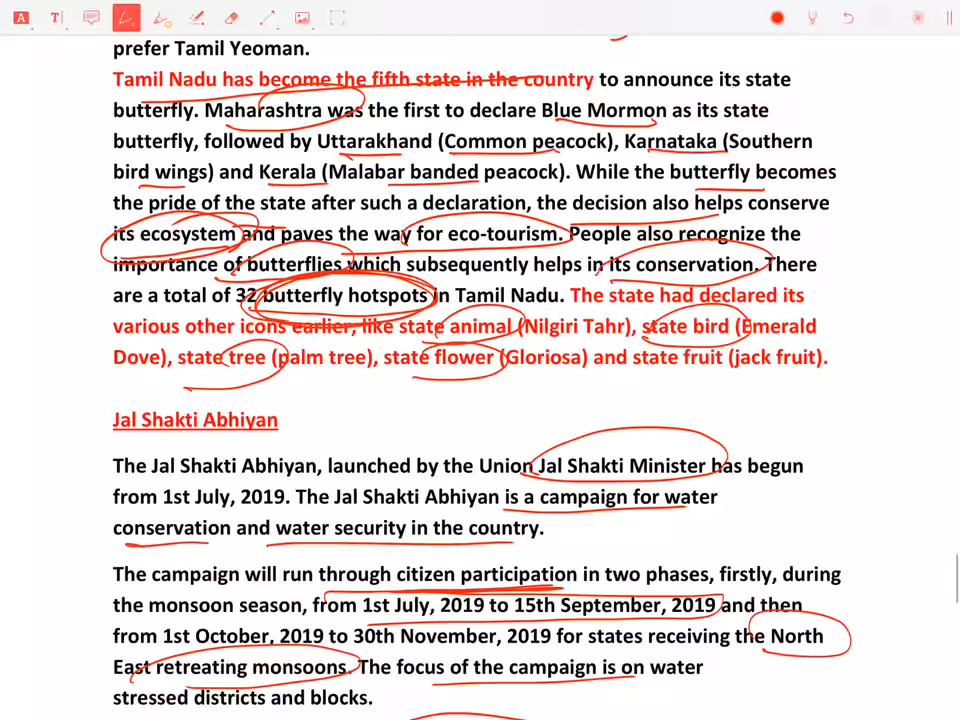 prefer Tamil Yeoman.
Tamil Nadu has become the fifth state in the country to announce its state
butterfly. Maharashtra was the first to declare Blue Mormon as its state
butterfly, followed by Uttarakhand (Common peacock), Karnataka (Southern
bird wings) and Kerala (Malabar banded peacock). While the butterfly becomes
the pride of the state after such a declaration, the decision also helps conserve
its ecosystem and paves the way for eco-tourism. People also recognize the
importance of butterflies which subsequently helps in its conservation. There
are a total of 32 butterfly hotspots in Tamil Nadu. The state had declared its
various other icons earlier, like state animal (Nilgiri Tahr), state bird (Emerald
Dove), state tree (palm tree), state flower (Gloriosa) and state fruit (jack fruit).
Jal Shakti Abhiyan
The Jal Shakti Abhiyan, launched by the Union Jal Shakti Minister has begun
from 1st July, 2019. The Jal Shakti Abhiyan is a campaign for water
conservation and water security in the country.
The campaign will run through citizen participation in two phases, firstly, during
the monsoon season, from 1st July, 2019 to 15th September, 2019 and then
from 1st October, 2019 to 30th November, 2019 for states receiving the North
East retreating monsoons. The focus of the campaign is on water
stressed districts and blocks.